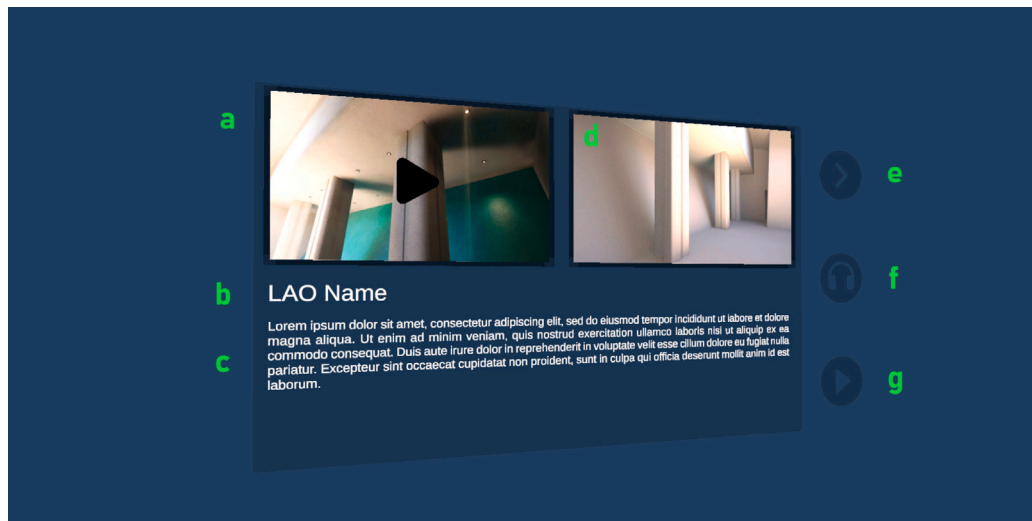 a
d
e
b
LAO Name
f
c
Lorem ipsum dolor sit amet, consectetur adipiscing elit, sed do eiusmod tempor incididunt ut labore et dolore
magna aliqua. Ut enim ad minim veniam, quis nostrud exercitation ullamco laboris nisi ut aliquip ex ea
commodo consequat. Duis aute irure dolor in reprehenderit in voluptate velit esse cillum dolore eu fugiat nulla
pariatur. Excepteur sint occaecat cupidatat non proident, sunt in culpa qui officia deserunt mollit anim id est
laborum.
g